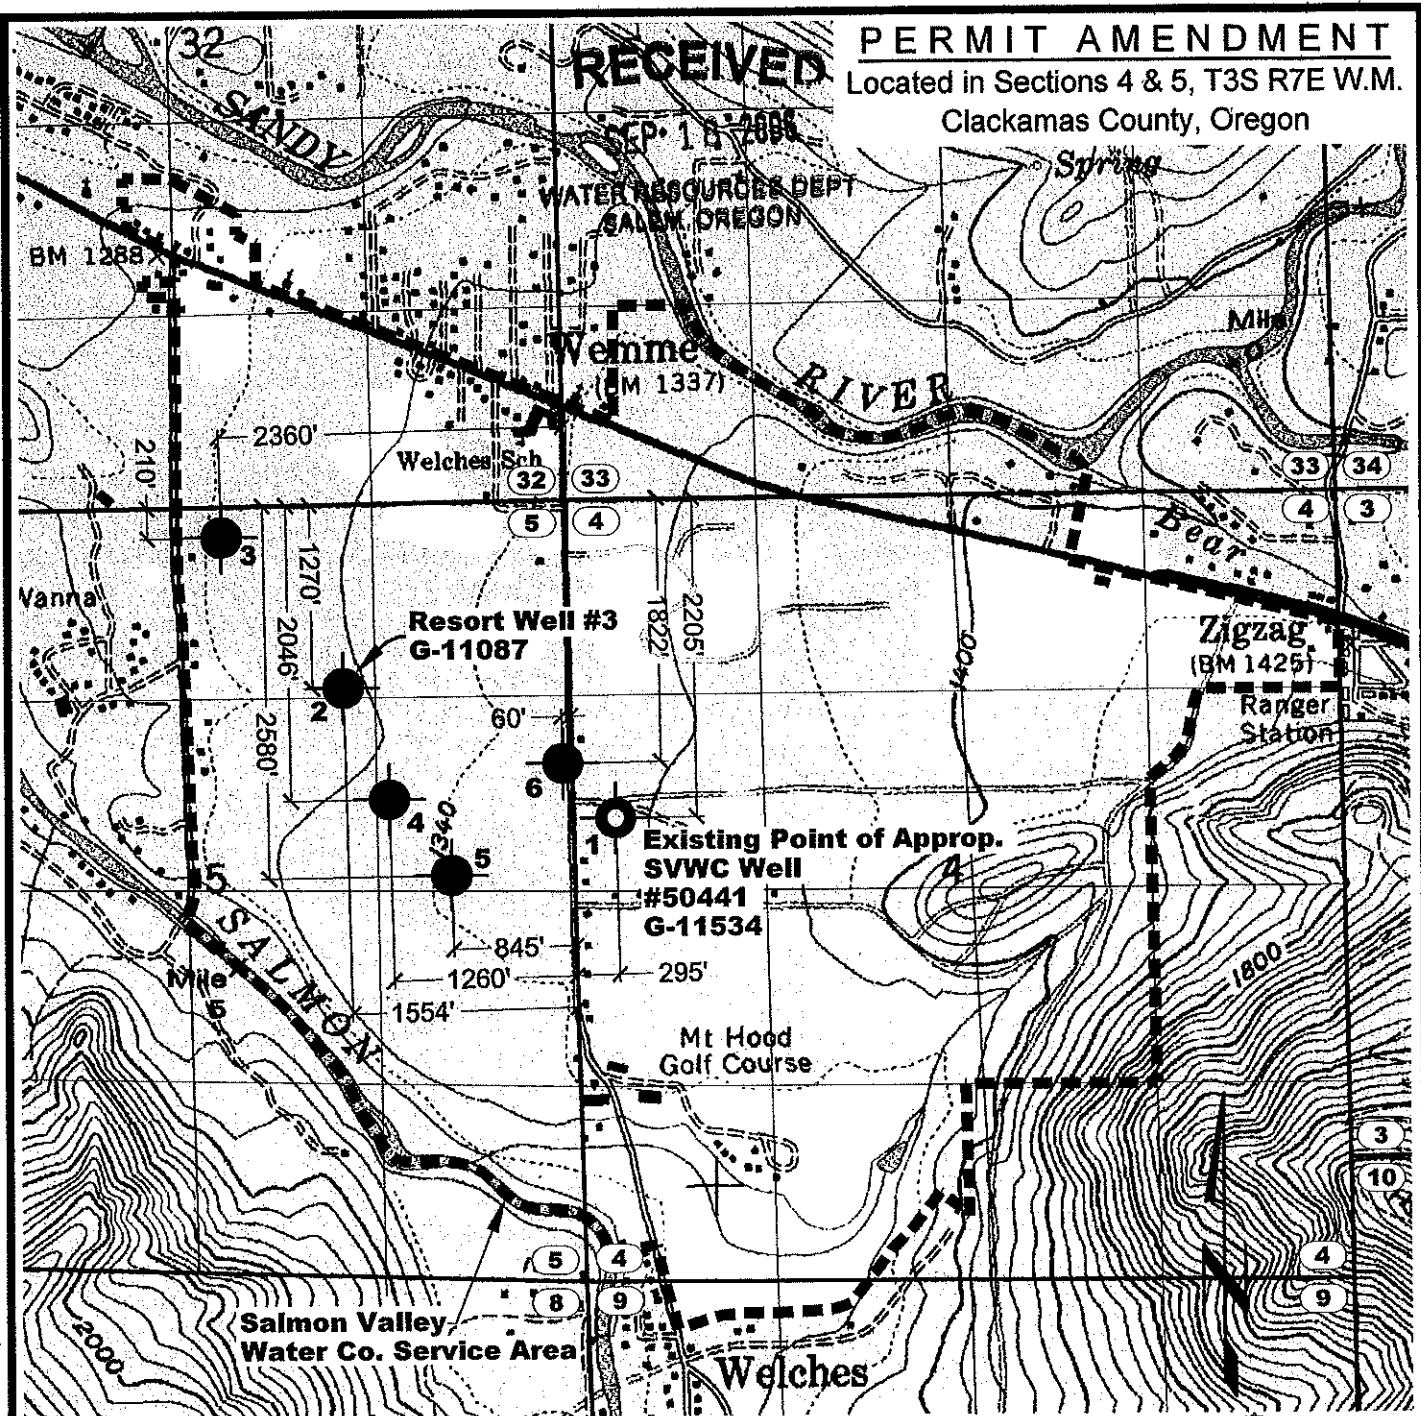 PERMIT AMENDMENT
Located in Sections 4 & 5, T3S R7E W.M.
Clackamas County, Oregon
32
SANDY
RECEIVED
SEP 18
WATER RESOURCES DEPT
SALEM, OREGON
Spring
BM 1288
Wemme
(BM 1337)
RIVER
Mile
2360'
210'
Welches Sch
32
33
33
34
5
4
4
3
3
Bear
1270'
2046'
2580'
1822'
2205'
1400
Wanna
Resort Well #3
G-11087
2
Zigzag
(BM 1425)
Ranger
Station
60'
6
4
1340
5
1
Existing Point of Approp.
SVWC Well
#50441
G-11534
4
5
SALMON
845'
1260'
295'
1554'
Mile
1800
Mt Hood
Golf Course
3
10
5
4
8
9
4
9
Salmon Valley
Water Co. Service Area
2000
Welches